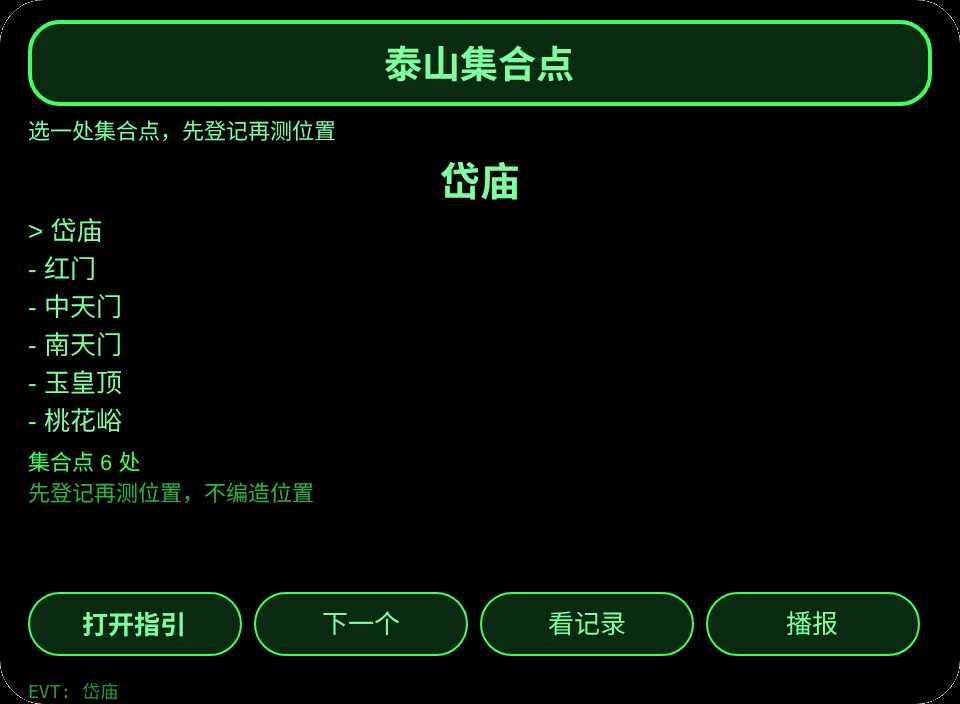 泰山集合点
选一处集合点，先登记再测位置
岱庙
> 岱庙
- 红门
- 中天门
- 南天门
- 玉皇顶
- 桃花峪
集合点 6 处
先登记再测位置，不编造位置
打开指引
下一个
看记录
播报
EVT: 岱庙